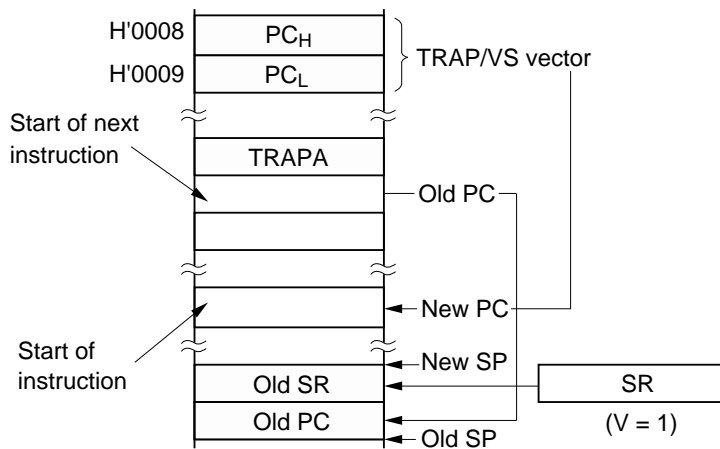 H'0008
PCH
H'0009
PCL
TRAP/VS vector
Start of next
instruction
TRAPA
Old PC
New PC
Start of
instruction
New SP
Old SR
SR
Old PC
(V = 1)
Old SP